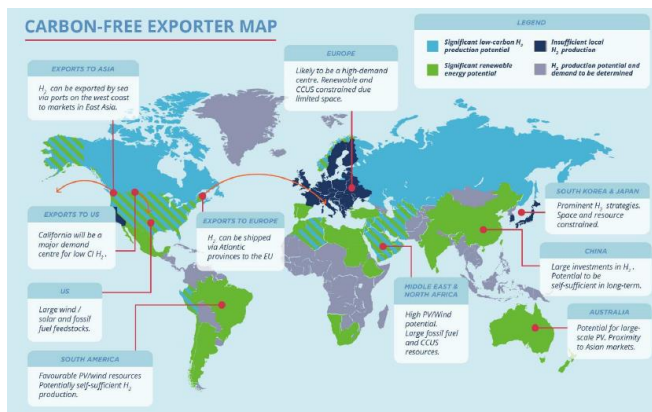 CARBON-FREE EXPORTER MAP
LEGEND
Significant low-carbon H₂
production potential
Significant renewable
energy potential
Insufficient local
H₂ production
H₂ production potential and
demand to be determined
EXPORTS TO ASIA
H₂ can be exported by sea
via ports on the west coast
to markets in East Asia.
EUROPE
Likely to be a high-demand
centre. Renewable and
CCUS constrained due
limited space.
EXPORTS TO US
California will be a
major demand
centre for low CI H₂.
EXPORTS TO EUROPE
H₂ can be shipped
via Atlantic
provinces to the EU
SOUTH KOREA & JAPAN
Prominent H₂ strategies.
Space and resource
constrained.
CHINA
Large investments in H₂.
Potential to be
self-sufficient in long-term.
US
Large wind /
solar and fossil
fuel feedstocks.
MIDDLE EAST &
NORTH AFRICA
High PV/Wind
potential.
Large fossil fuel
and CCUS
resources.
AUSTRALIA
Potential for large-
scale PV. Proximity
to Asian markets.
SOUTH AMERICA
Favourable PV/wind resources
Potentially self-sufficient H₂
production.